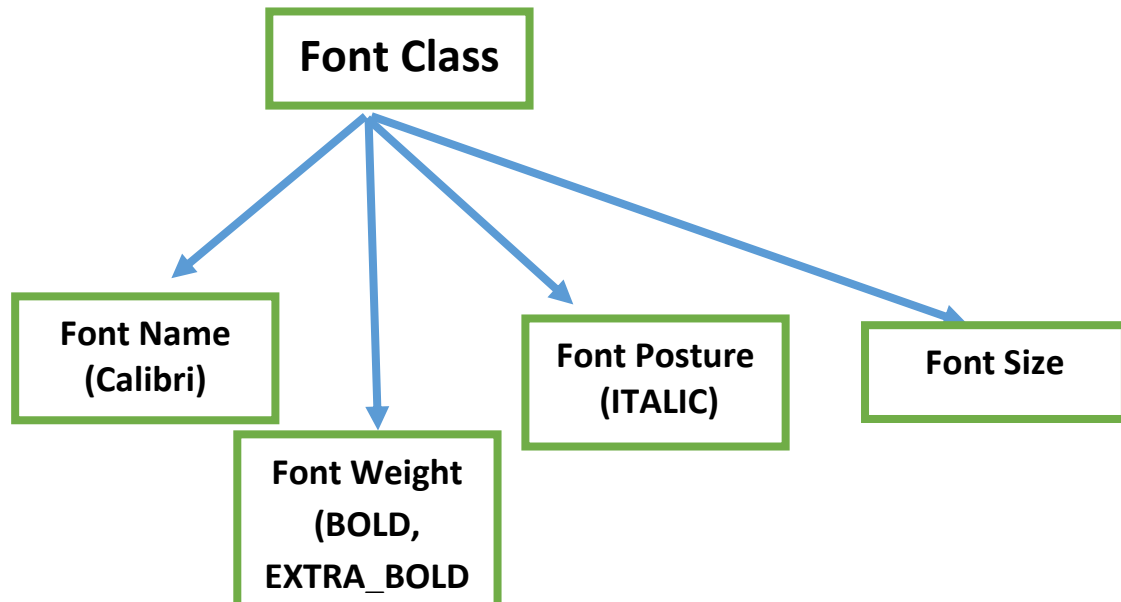 Font Class
Font Name
(Calibri)
Font Weight
(BOLD,
EXTRA_BOLD
Font Posture
(ITALIC)
Font Size